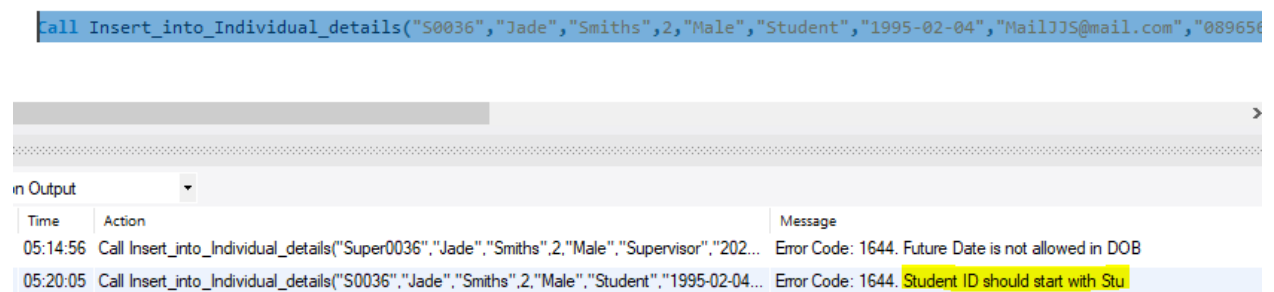 Call Insert_into_Individual_details("S0036","Jade","Smiths",2,"Male","Student","1995-02-04","MailJJS@mail.com","089656
n Output
Time Action Message
05:14:56 Call Insert_into_Individual_details("Super0036","Jade","Smiths",2,"Male","Supervisor","202... Error Code: 1644. Future Date is not allowed in DOB
05:20:05 Call Insert_into_Individual_details("S0036","Jade","Smiths",2,"Male","Student","1995-02-04... Error Code: 1644. Student ID should start with Stu